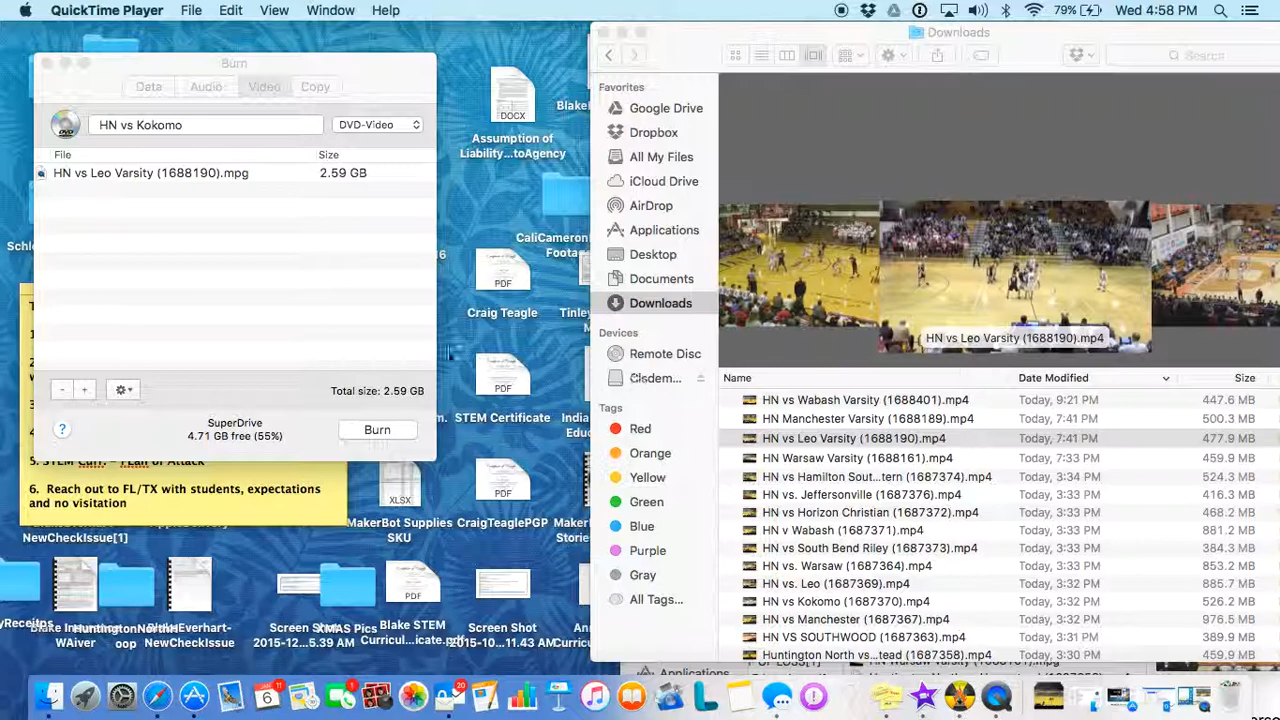 QuickTime Player File Edit View Window Help 79% Wed 4:58 PM
Burn
Data Audio Video Copy
HN vs Kokomo DVD-Video
File Size
HN vs Leo Varsity (1688190).mpg 2.59 GB
Total size: 2.59 GB
SuperDrive
4.71 GB free (55%)
? Burn
6. Reach out to FL/TX with students, expectations
and no visitation
NewCheckIssue[1]
DOCX
Assumption of
Liability...toAgency
PDF
Craig Teagle
PDF
STEM Certificate
XSLX
MakerBot Supplies
SKU
PDF
CraigTeaglePGP
PDF
Blake STEM
Curricul...icate.pdf
Screen Shot
2015-10...11.43 AM
Screen Shot
2015-12...5.39 AM
XMAS Pics
BlakeEverhart-
NewCheckIssue
Downloads
Search
Favorites
Google Drive
Dropbox
All My Files
iCloud Drive
AirDrop
Applications
Desktop
Documents
Downloads
Devices
Remote Disc
Tags
Red
Orange
Yellow
Green
Blue
Purple
Gray
All Tags...
HN vs Leo Varsity (1688190).mp4
Name Date Modified Size
HN vs Wabash Varsity (1688401).mp4 Today, 9:21 PM 447.6 MB
HN Manchester Varsity (1688189).mp4 Today, 7:41 PM 500.3 MB
HN vs Leo Varsity (1688190).mp4 Today, 7:41 PM 477.9 MB
HN Warsaw Varsity (1688161).mp4 Today, 7:33 PM 459.9 MB
HN vs Hamilton Sout...tern (1687374).mp4 Today, 3:34 PM 524.3 MB
HN vs. Jeffersonville (1687376).mp4 Today, 3:33 PM 416.3 MB
HN vs Horizon Christian (1687372).mp4 Today, 3:33 PM 468.2 MB
HN v Wabash (1687371).mp4 Today, 3:33 PM 881.2 MB
HN vs South Bend Riley (1687373).mp4 Today, 3:33 PM 384.3 MB
HN vs. Warsaw (1687364).mp4 Today, 3:33 PM 853.2 MB
HN vs. Leo (1687369).mp4 Today, 3:32 PM 885.7 MB
HN vs Kokomo (1687370).mp4 Today, 3:32 PM 526.2 MB
HN vs Manchester (1687367).mp4 Today, 3:32 PM 976.5 MB
HN VS SOUTHWOOD (1687363).mp4 Today, 3:31 PM 389.9 MB
Huntington North vs...tead (1687358).mp4 Today, 3:30 PM 459.9 MB
Applications